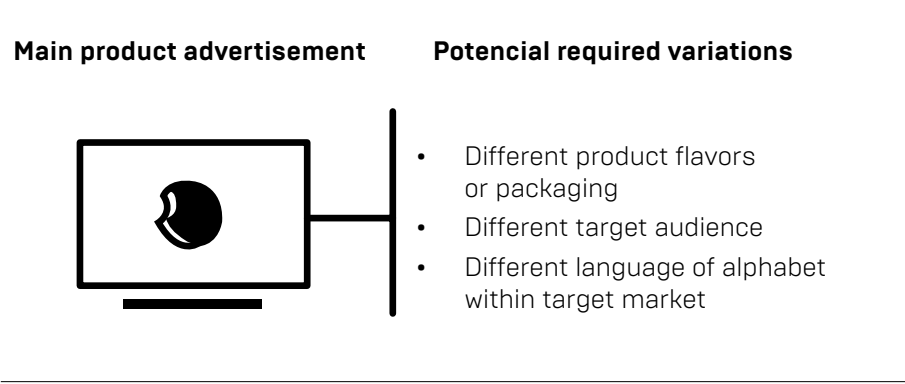 Main product advertisement
Potencial required variations
• Different product flavors
or packaging
• Different target audience
• Different language of alphabet
within target market